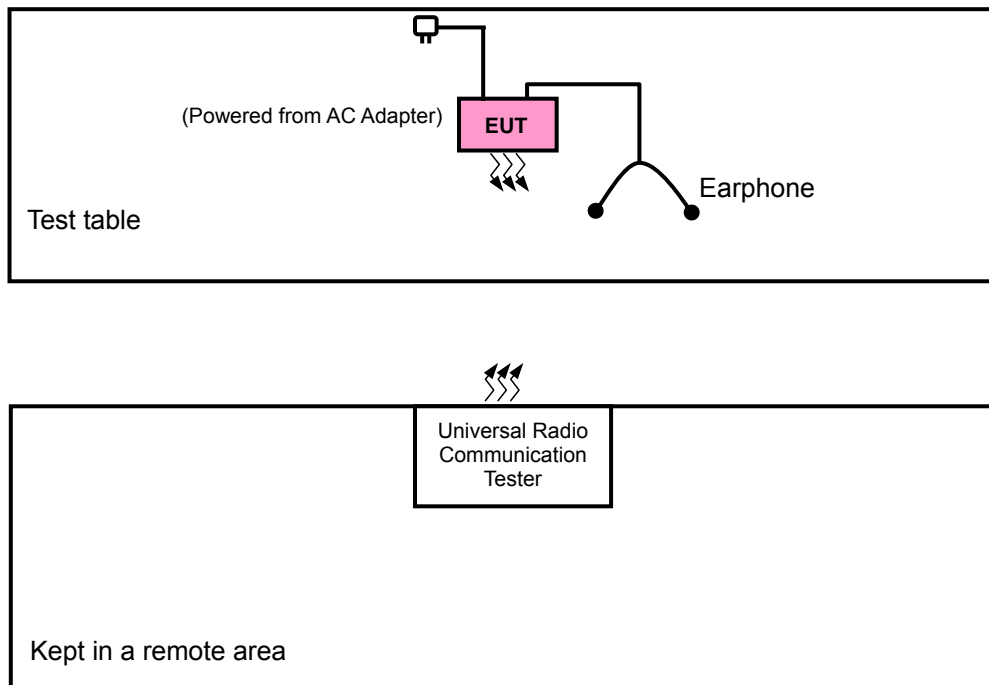 (Powered from AC Adapter)
EUT
Earphone
Test table
Universal Radio
Communication
Tester
Kept in a remote area